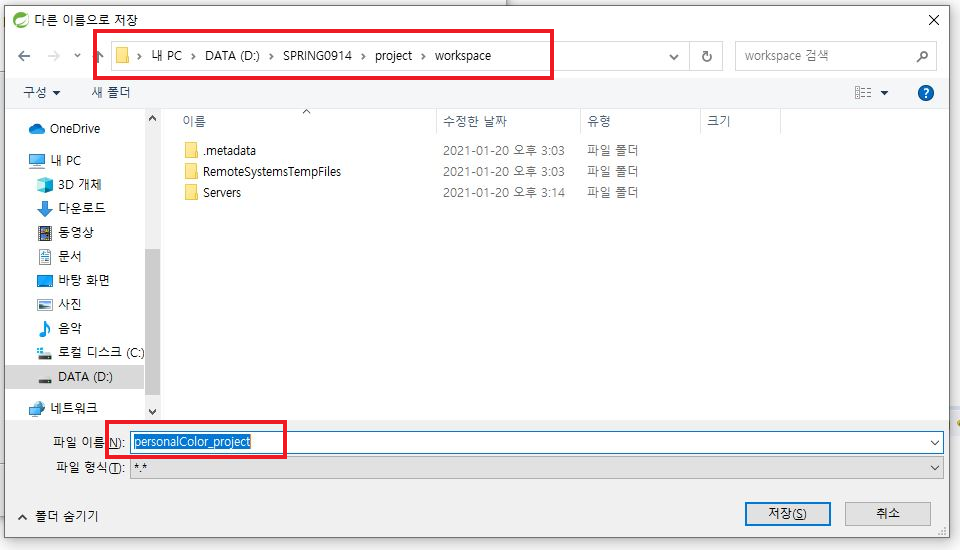 다른 이름으로 저장
내 PC > DATA (D:) > SPRING0914 > project > workspace
workspace 검색
구성 새 폴더
OneDrive
내 PC
3D 개체
다운로드
동영상
문서
바탕 화면
사진
음악
로컬 디스크 (C:)
DATA (D:)
네트워크
이름 수정한 날짜 유형 크기
.metadata 2021-01-20 오후 3:03 파일 폴더
RemoteSystemsTempFiles 2021-01-20 오후 3:03 파일 폴더
Servers 2021-01-20 오후 3:14 파일 폴더
파일 이름(N): personalColor_project
파일 형식(T): *.*
폴더 숨기기
저장(S) 취소